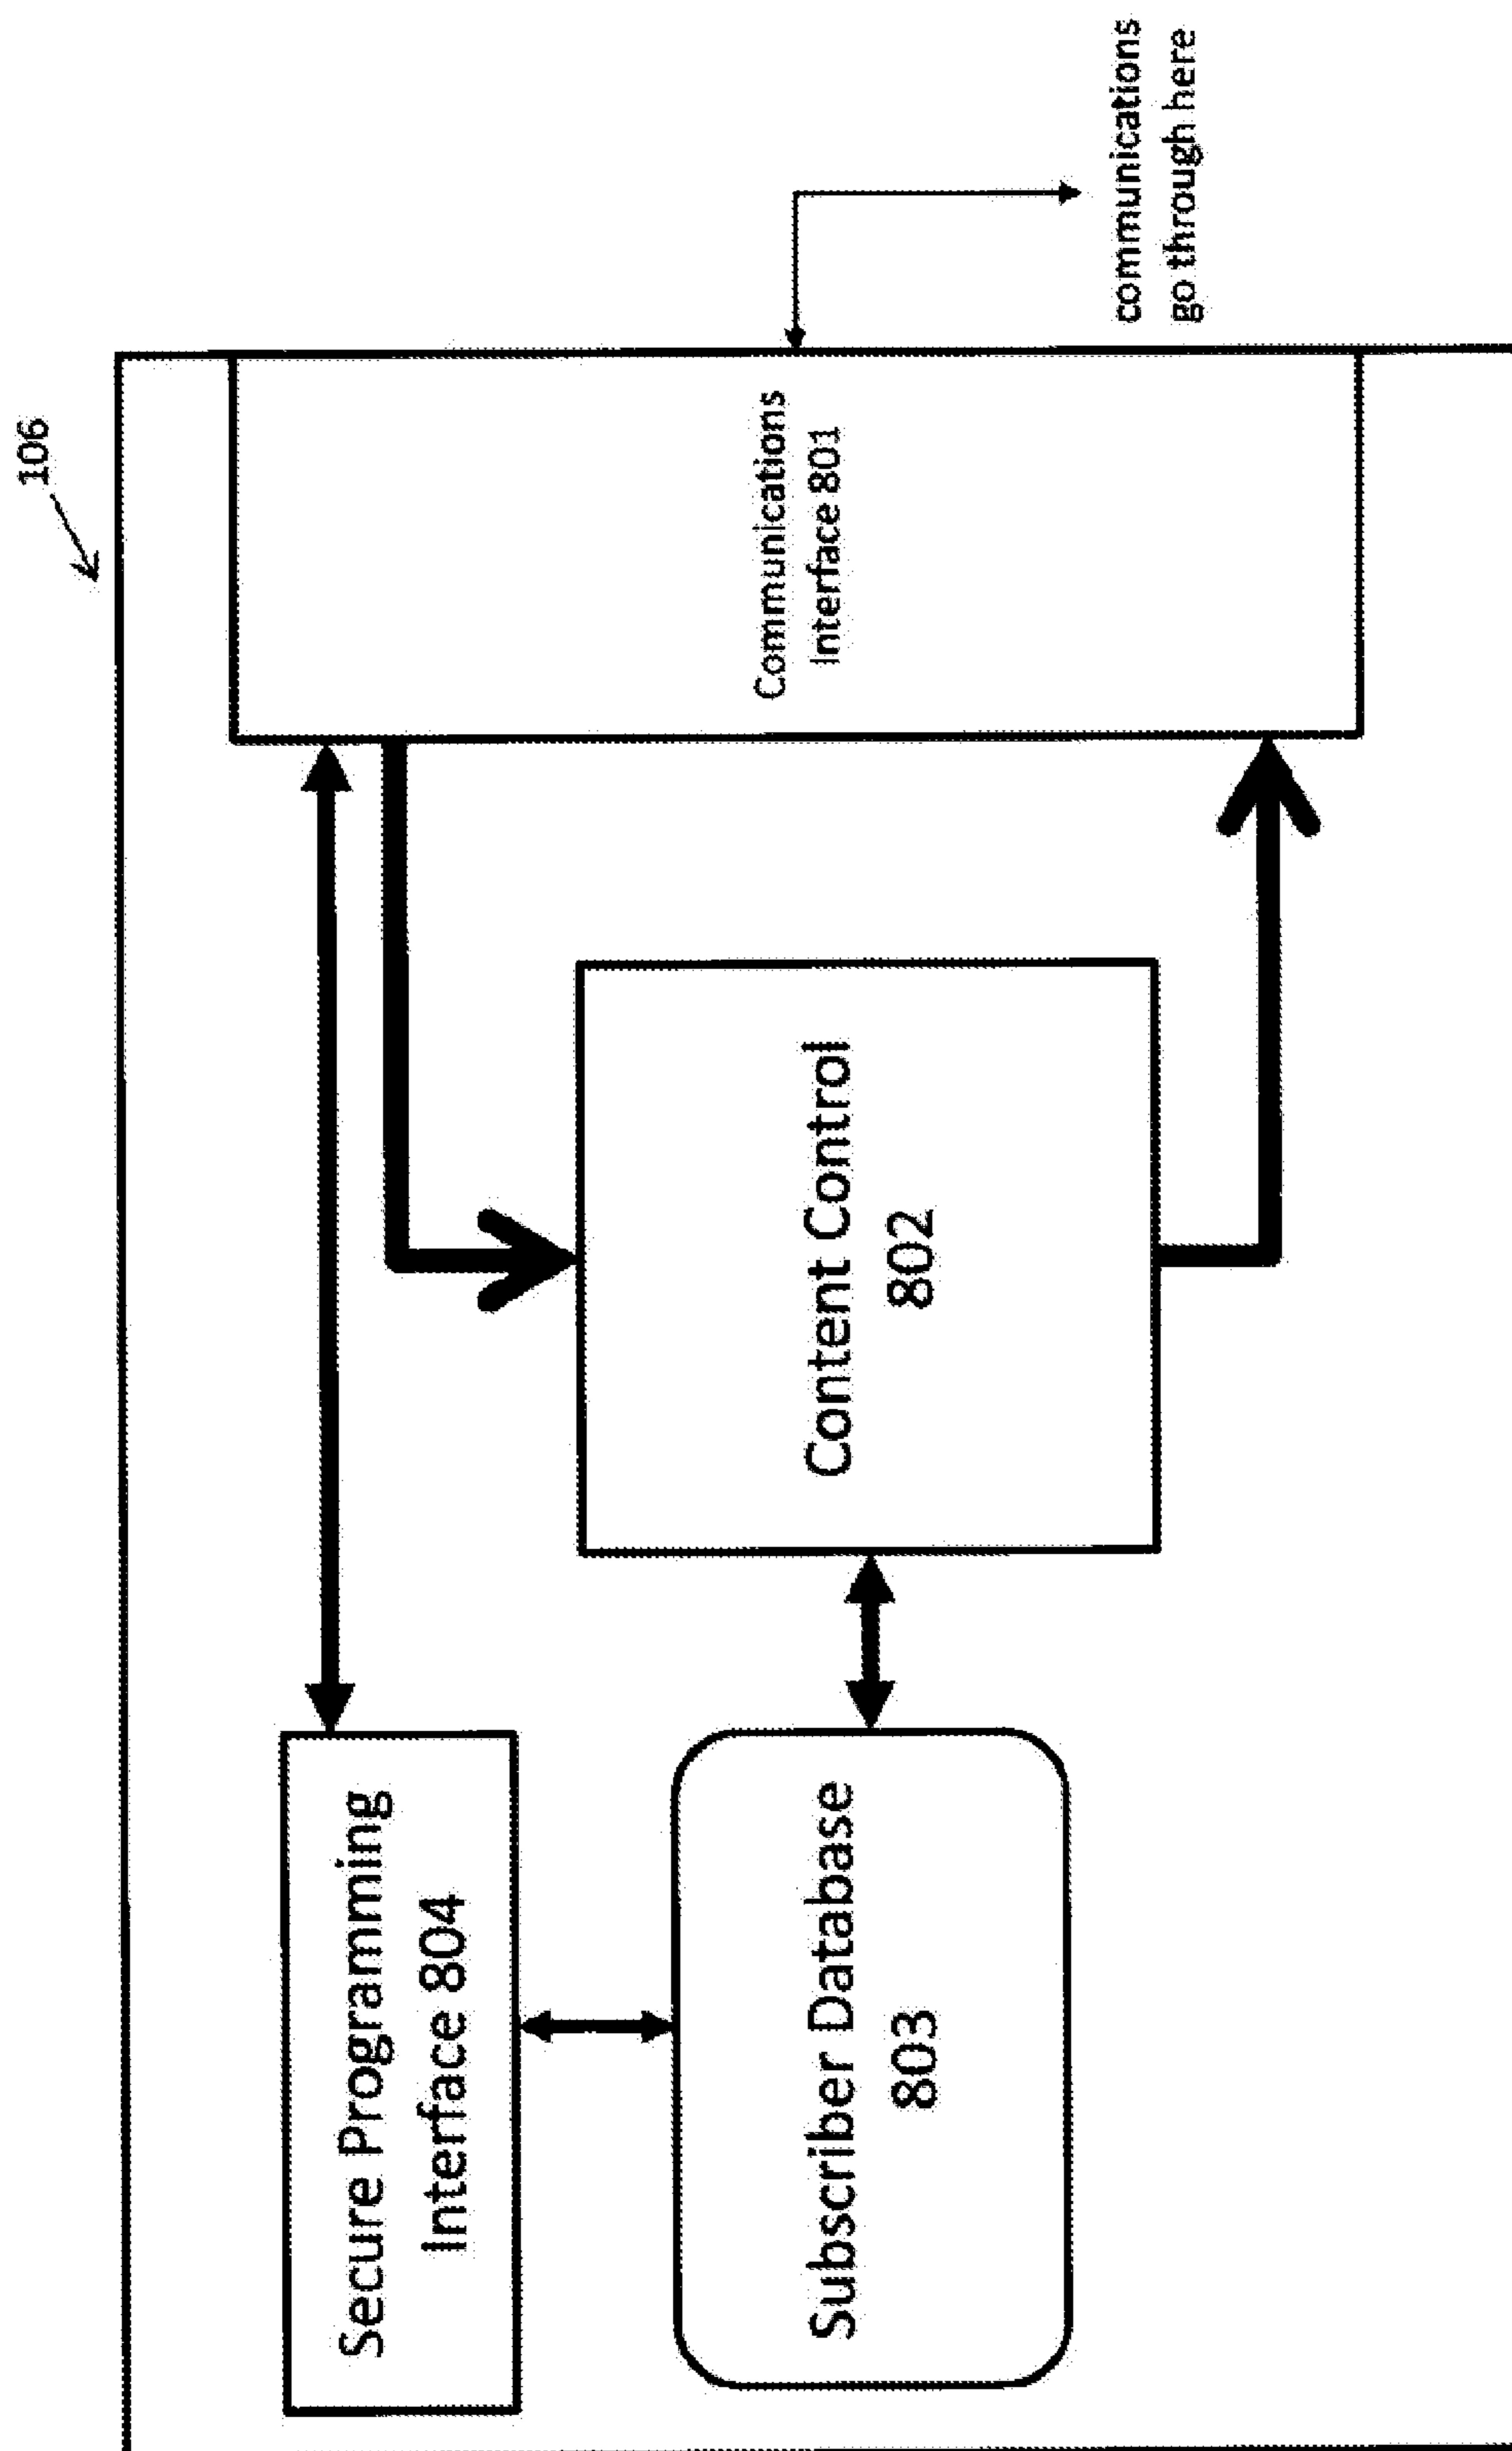 106
Secure Programming
Interface 804
Subscriber Database
803
Content Control
802
Communications
Interface 801
communications
go through here